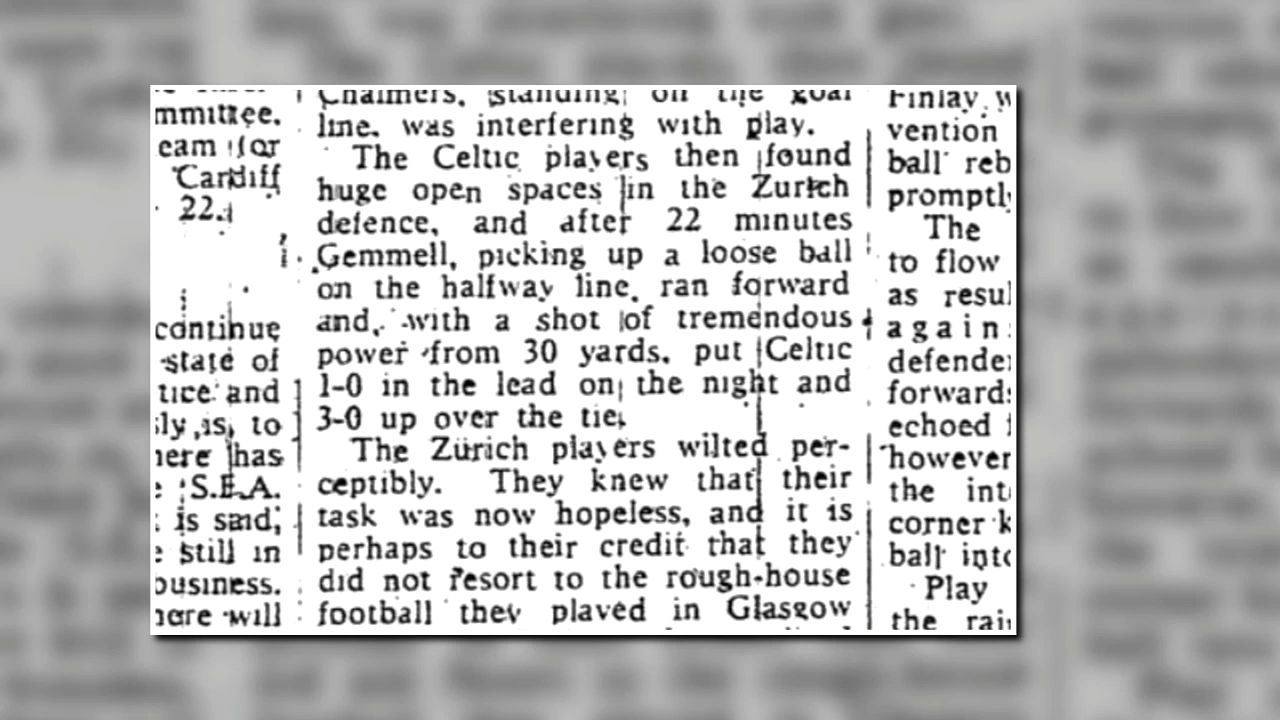 mmittee.
eam for
Cardiff
22.
continue
state of
tice and
sly is, to
here has
S.E.A.
is said,
still in
business.
here will
Chalmers, standing on the goal
line, was interfering with play.
The Celtic players then found
huge open spaces in the Zurich
defence, and after 22 minutes
Gemmell, picking up a loose ball
on the halfway line, ran forward
and, with a shot of tremendous
power from 30 yards, put Celtic
1-0 in the lead on the night and
3-0 up over the tie.
The Zurich players wilted per-
ceptibly. They knew that their
task was now hopeless, and it is
perhaps to their credit that they
did not resort to the rough-house
football they played in Glasgow
Finlay
vention
ball reb
promptly
The
to flow
as resul
again
defende
forwards
echoed
however
the int
corner k
ball into
Play
the rai